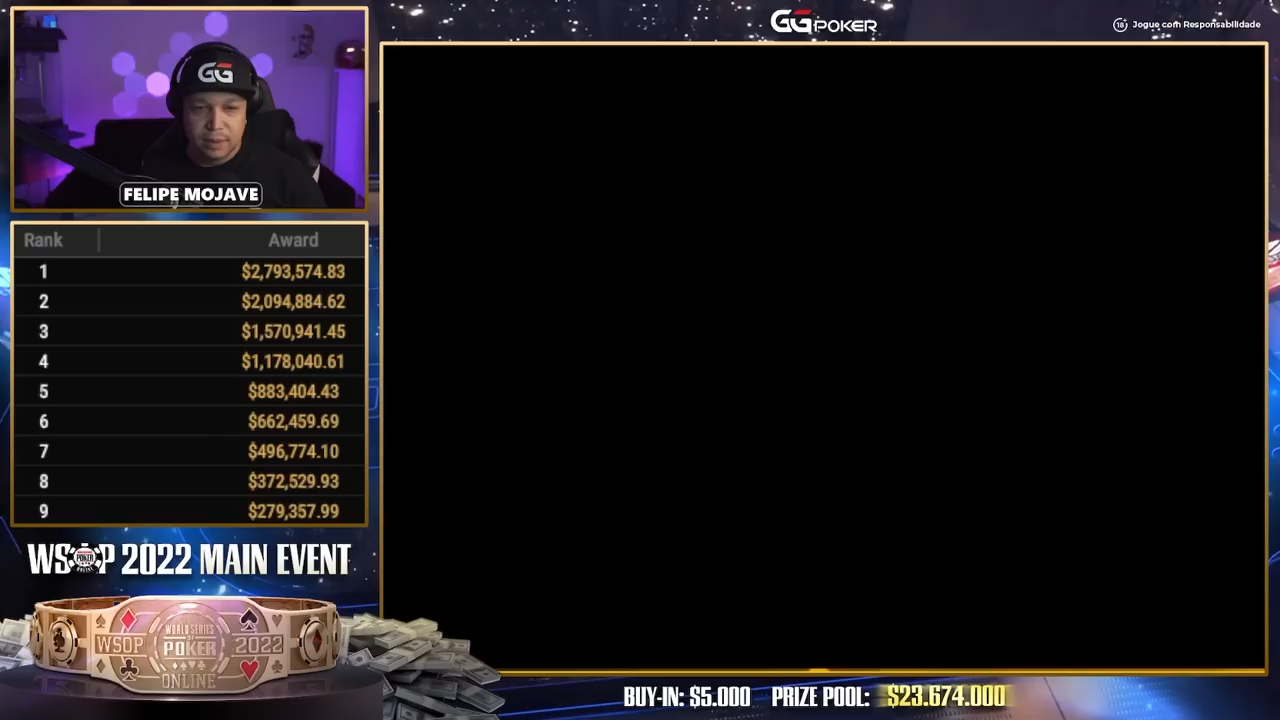 GGPOKER
18+ Jogue com Responsabilidade
GG
FELIPE MOJAVE
Rank Award
1 $2,793,574.83
2 $2,094,884.62
3 $1,570,941.45
4 $1,178,040.61
5 $883,404.43
6 $662,459.69
7 $496,774.10
8 $372,529.93
9 $279,357.99
WSOP 2022 MAIN EVENT
WORLD SERIES
OF
WSOP POKER 2022
ONLINE
BUY-IN: $5.000 PRIZE POOL: $23.674.000